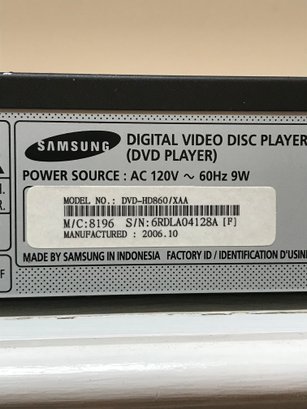 SAMSUNG
DIGITAL VIDEO DISC PLAYER
(DVD PLAYER)
POWER SOURCE : AC 120V ~ 60Hz 9W
MODEL NO.: DVD-HD860/XAA
M/C:8196 S/N:6RDLA04128A [F]
MANUFACTURED : 2006.10
MADE BY SAMSUNG IN INDONESIA FACTORY ID / IDENTIFICATION D'USINE